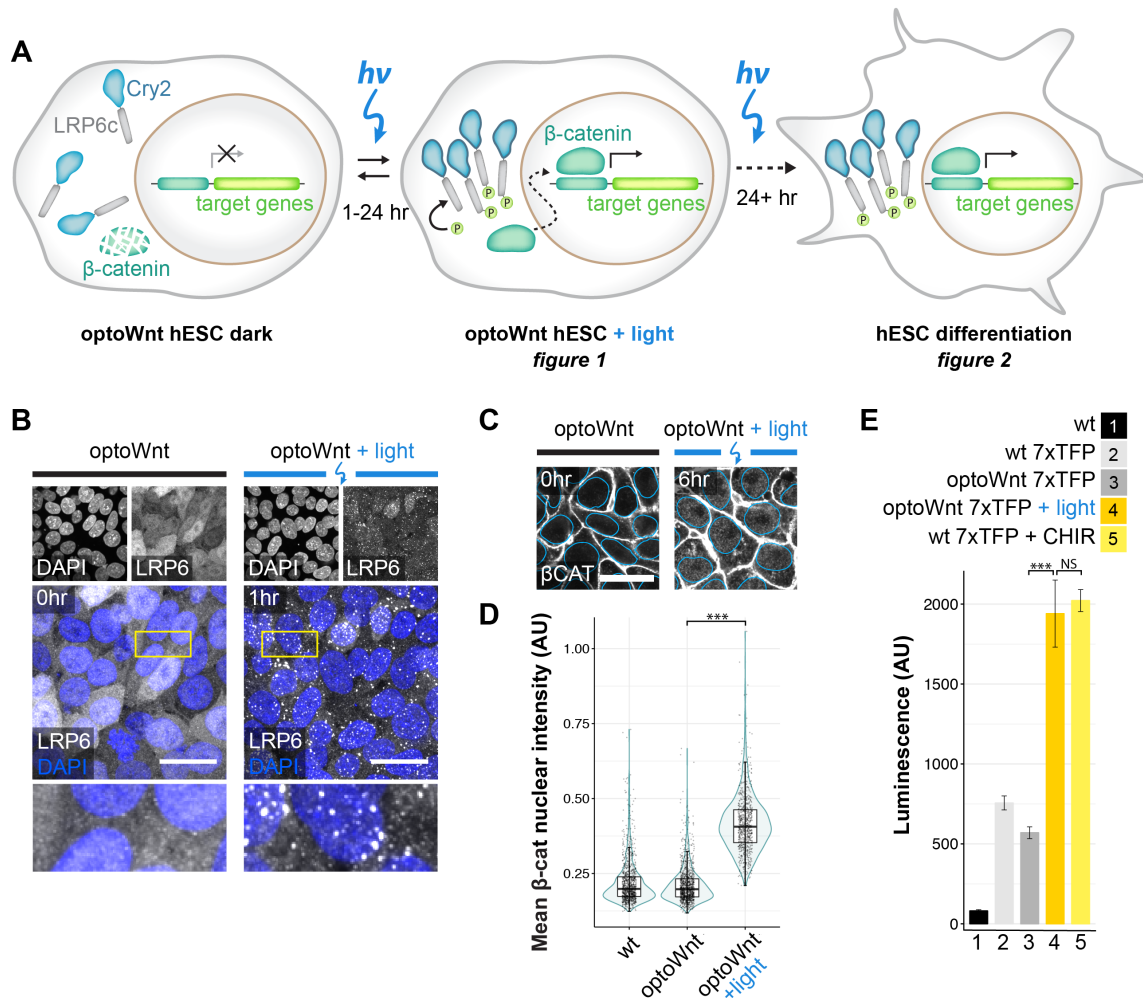 A
hν
hν
Cry2
LRP6c
β-catenin
target genes
target genes
target genes
1-24 hr
24+ hr
P
P
P
P
P
P
P
P
P
β-catenin
optoWnt hESC dark
optoWnt hESC + light
hESC differentiation
figure 1
figure 2
B
optoWnt
optoWnt + light
DAPI
LRP6
DAPI
LRP6
0hr
1hr
LRP6
DAPI
LRP6
DAPI
C
optoWnt
optoWnt + light
0hr
6hr
βCAT
D
***
Mean β-cat nuclear intensity (AU)
1.00
0.75
0.50
0.25
wt
optoWnt
optoWnt
+light
E
wt 1
wt 7xTFP 2
optoWnt 7xTFP 3
optoWnt 7xTFP + light 4
wt 7xTFP + CHIR 5
*** NS
Luminescence (AU)
2000
1500
1000
500
0
1 2 3 4 5